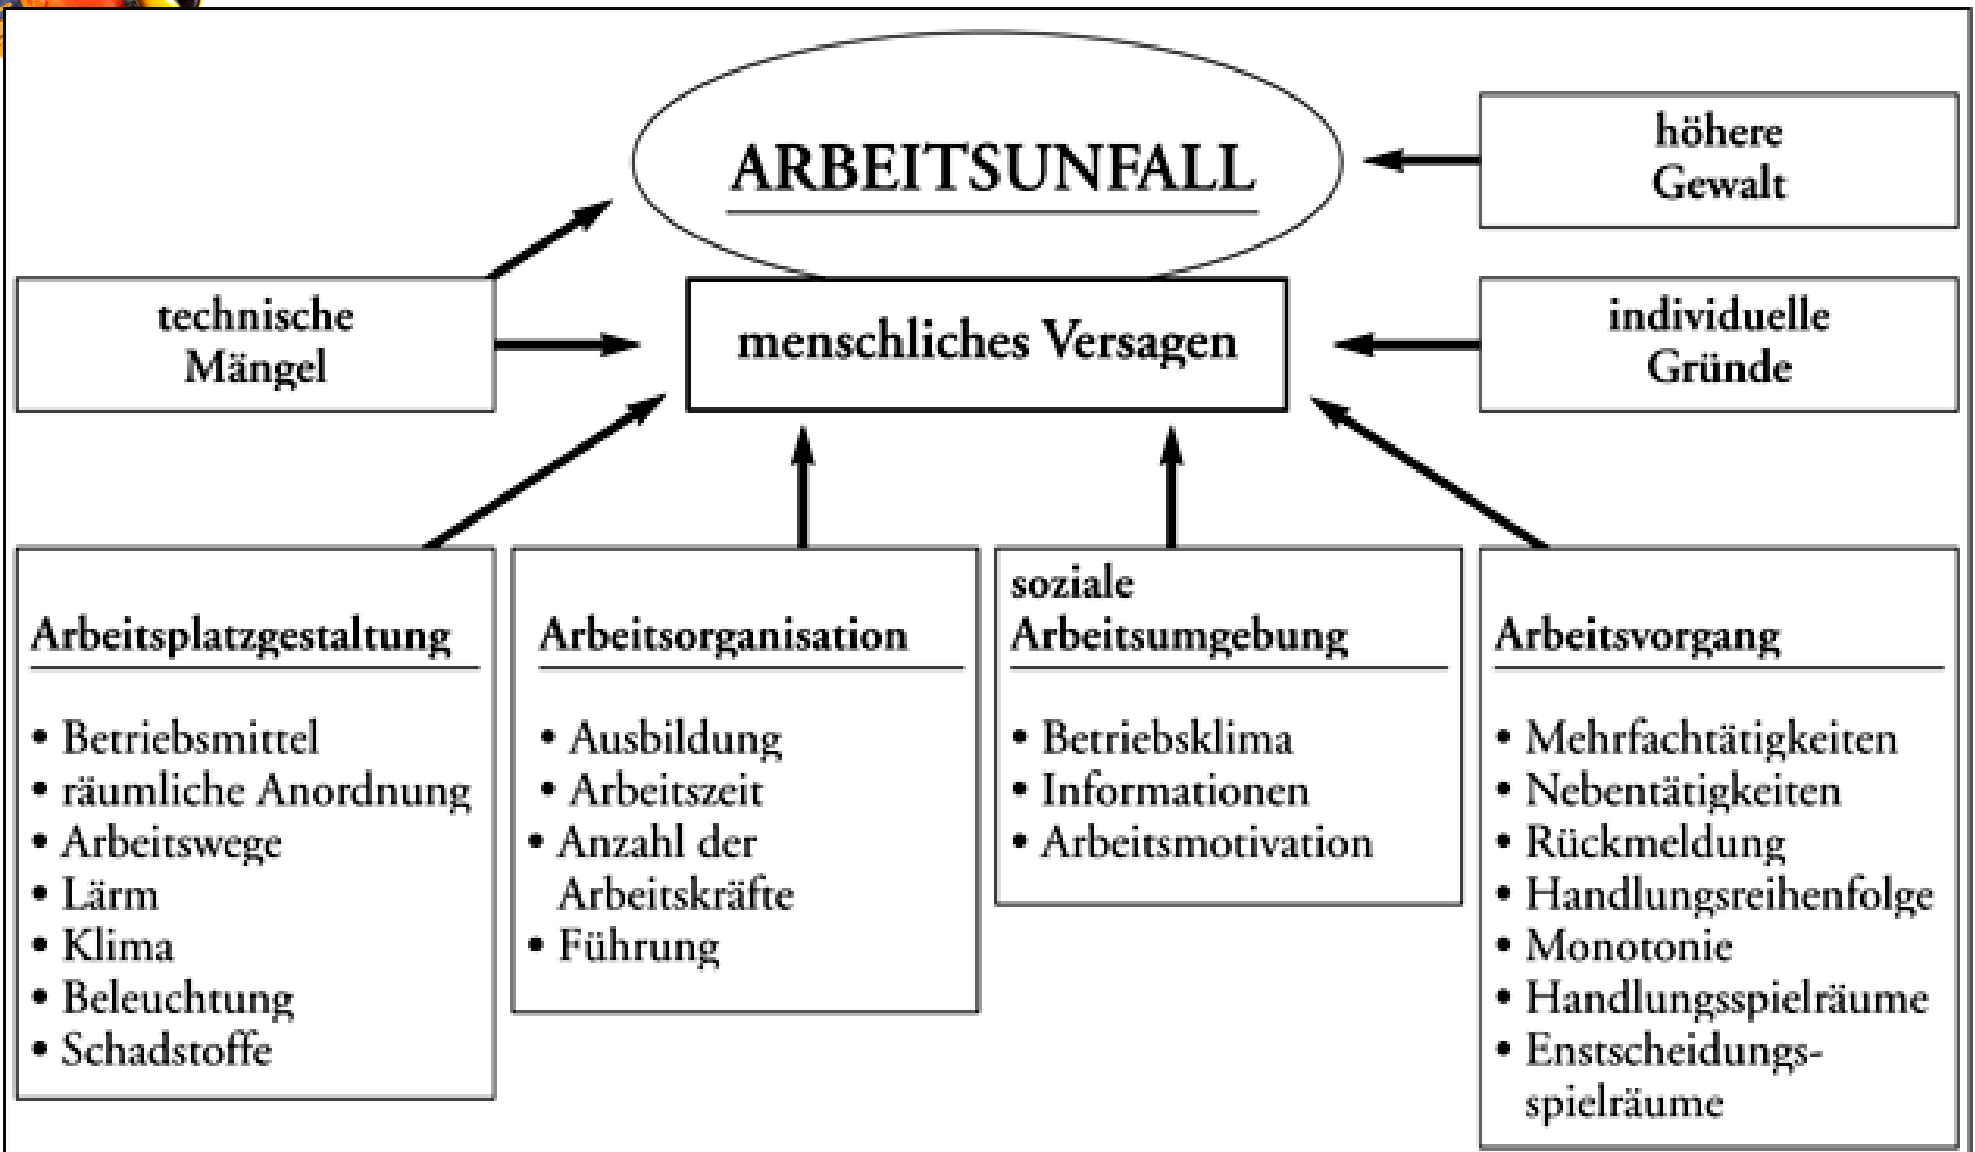 ARBEITSUNFALL
höhere
Gewalt
technische
Mängel
menschliches Versagen
individuelle
Gründe
Arbeitsplatzgestaltung
• Betriebsmittel
• räumliche Anordnung
• Arbeitswege
• Lärm
• Klima
• Beleuchtung
• Schadstoffe
Arbeitsorganisation
• Ausbildung
• Arbeitszeit
• Anzahl der
Arbeitskräfte
• Führung
soziale
Arbeitsumgebung
• Betriebsklima
• Informationen
• Arbeitsmotivation
Arbeitsvorgang
• Mehrfachtätigkeiten
• Nebentätigkeiten
• Rückmeldung
• Handlungsreihenfolge
• Monotonie
• Handlungsspielräume
• Enstscheidungs-
spielräume